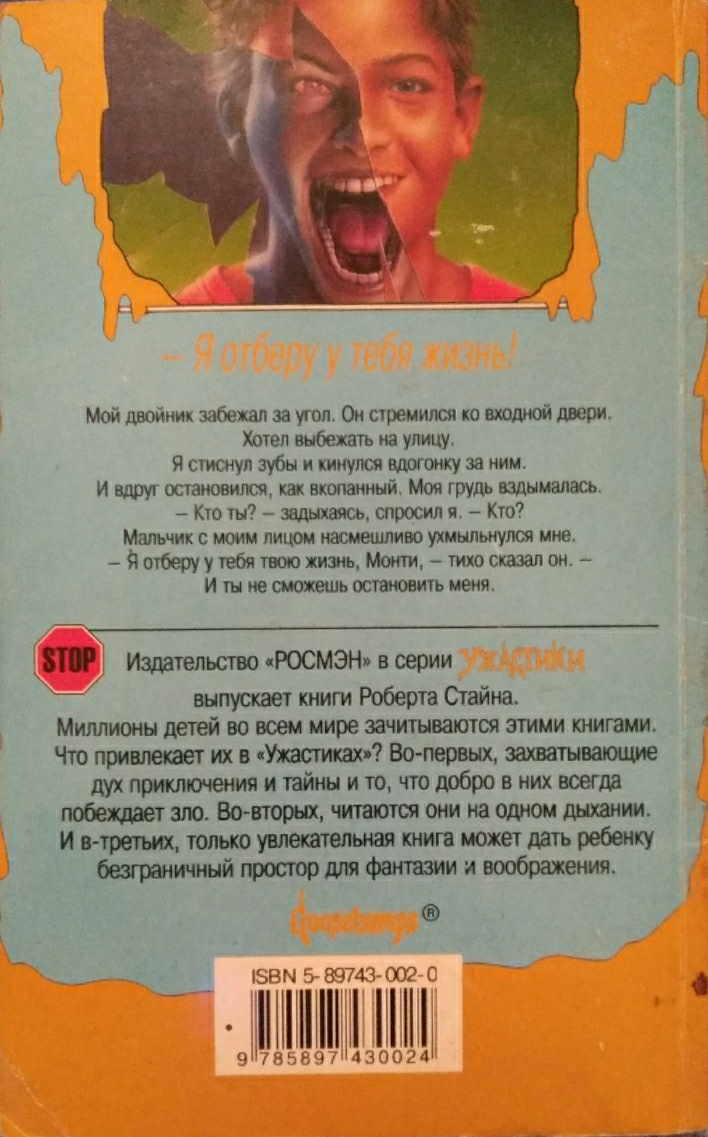 – Я отберу у тебя жизнь!
Мой двойник забежал за угол. Он стремился ко входной двери.
Хотел выбежать на улицу.
Я стиснул зубы и кинулся вдогонку за ним.
И вдруг остановился, как вкопанный. Моя грудь вздымалась.
– Кто ты? – задыхаясь, спросил я. – Кто?
Мальчик с моим лицом насмешливо ухмыльнулся мне.
– Я отберу у тебя твою жизнь, Монти, – тихо сказал он. –
И ты не сможешь остановить меня.
STOP
Издательство «РОСМЭН» в серии УЖАСТИКИ
выпускает книги Роберта Стайна.
Миллионы детей во всем мире зачитываются этими книгами.
Что привлекает их в «Ужастиках»? Во-первых, захватывающие
дух приключения и тайны и то, что добро в них всегда
побеждает зло. Во-вторых, читаются они на одном дыхании.
И в-третьих, только увлекательная книга может дать ребенку
безграничный простор для фантазии и воображения.
Goosebumps®
ISBN 5-89743-002-0
9 785897 430024